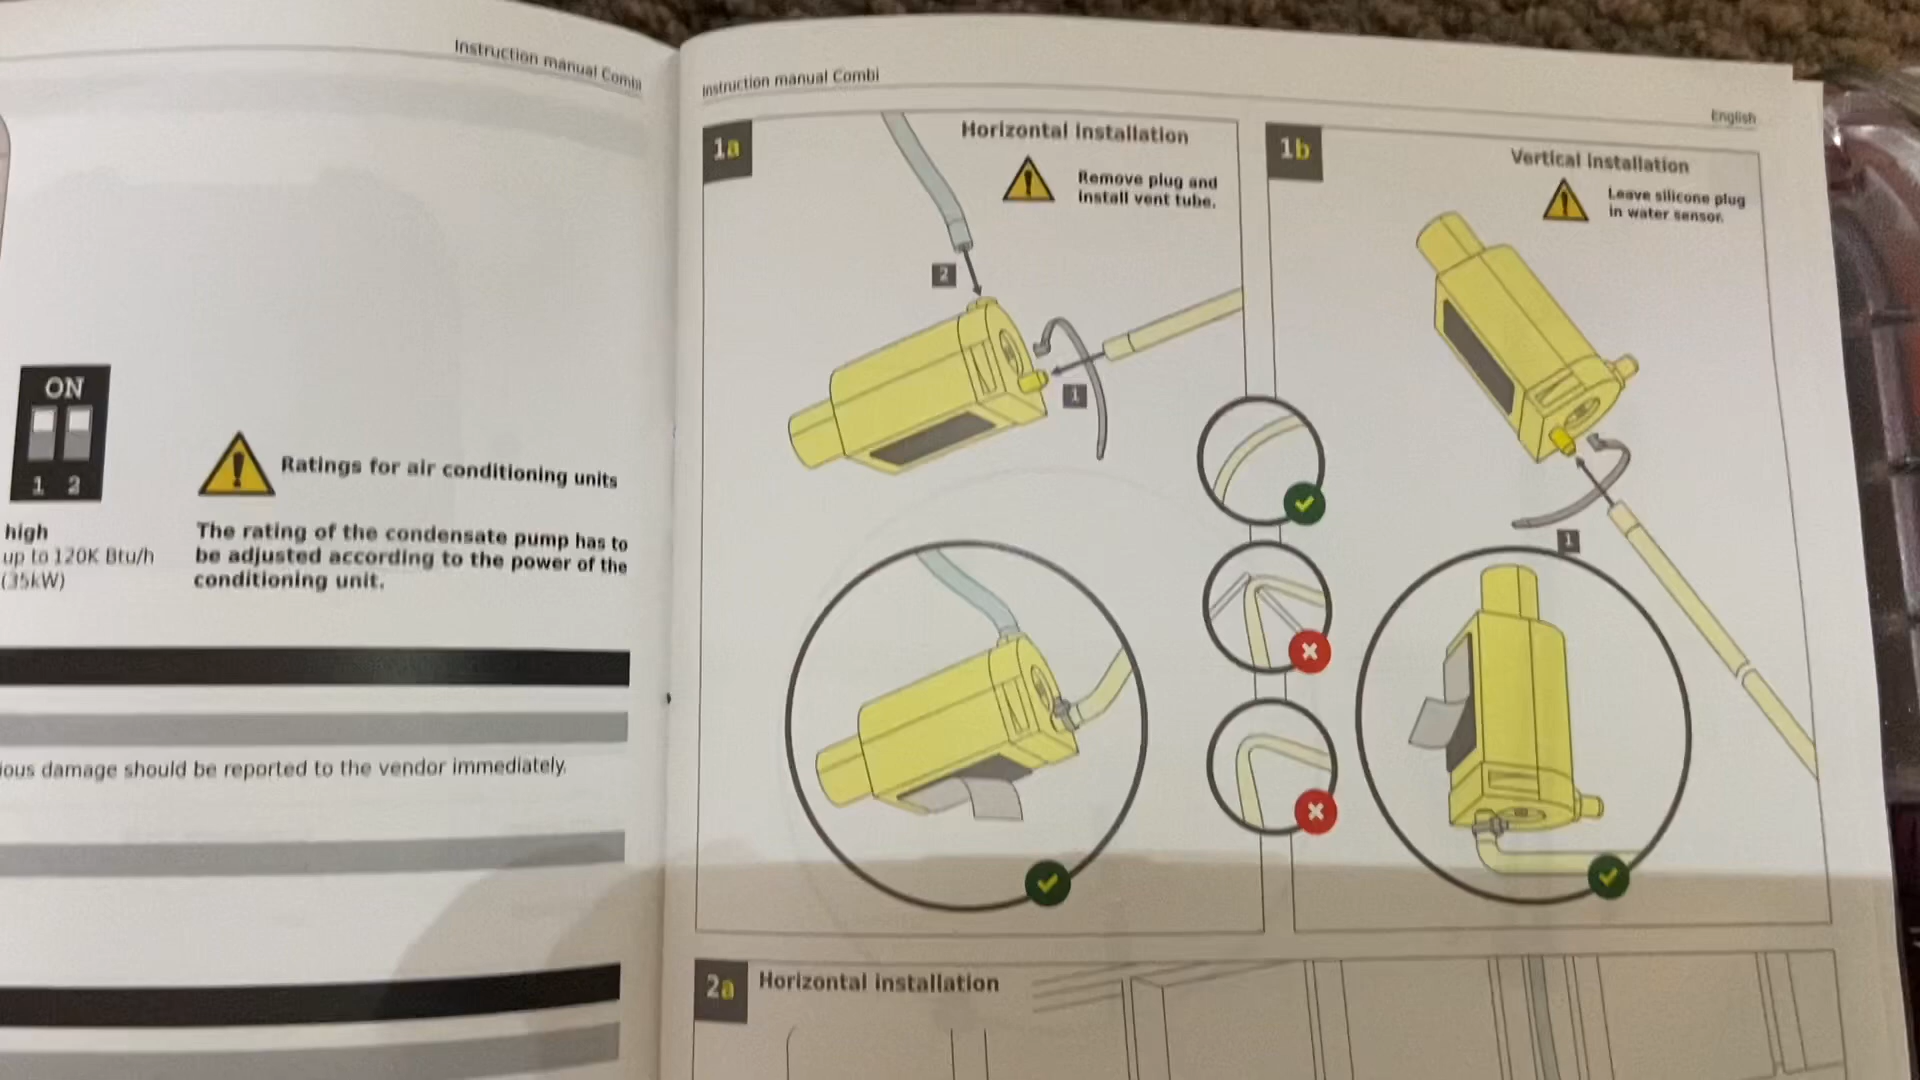 Instruction manual Combi
ON
1 2
high
up to 120K Btu/h
(35kW)
Ratings for air conditioning units
The rating of the condensate pump has to
be adjusted according to the power of the
conditioning unit.
ious damage should be reported to the vendor immediately.
Instruction manual Combi
English
1a
Horizontal installation
Remove plug and
install vent tube.
2
1
1b
Vertical installation
Leave silicone plug
in water sensor.
1
2a
Horizontal installation